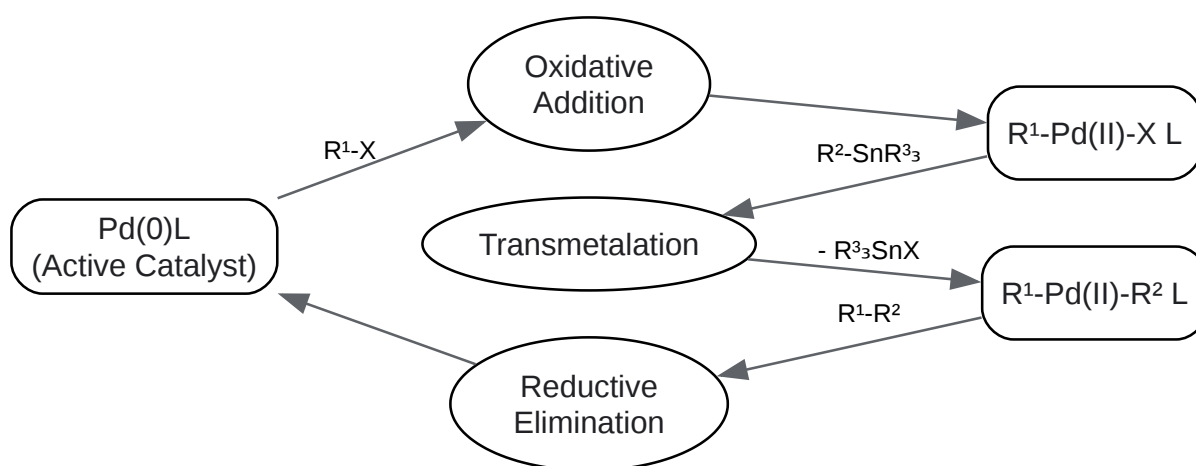 Oxidative
Addition
R¹-X
R¹-Pd(II)-X L
R²-SnR³₃
Pd(0)L
(Active Catalyst)
Transmetalation
- R³₃SnX
R¹-Pd(II)-R² L
R¹-R²
Reductive
Elimination